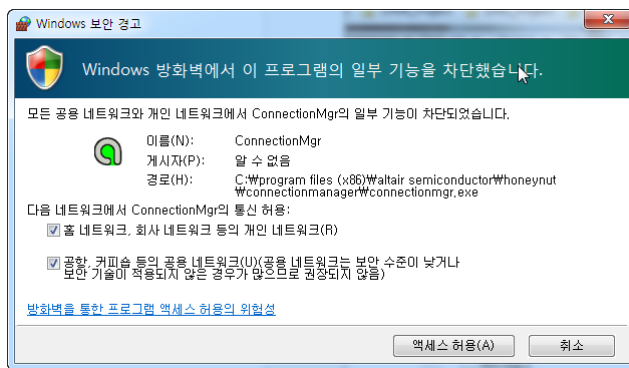 Windows 보안 경고
Windows 방화벽에서 이 프로그램의 일부 기능을 차단했습니다.
모든 공용 네트워크와 개인 네트워크에서 ConnectionMgr의 일부 기능이 차단되었습니다.
이름(N): ConnectionMgr
게시자(P): 알 수 없음
경로(H): C:₩program files (x86)₩altair semiconductor₩honeynut
₩connectionmanager₩connectionmgr.exe
다음 네트워크에서 ConnectionMgr의 통신 허용:
홈 네트워크, 회사 네트워크 등의 개인 네트워크(R)
공항, 커피숍 등의 공용 네트워크(U)(공용 네트워크는 보안 수준이 낮거나
보안 기술이 적용되지 않은 경우가 많으므로 권장되지 않음)
방화벽을 통한 프로그램 액세스 허용의 위험성
액세스 허용(A) 취소